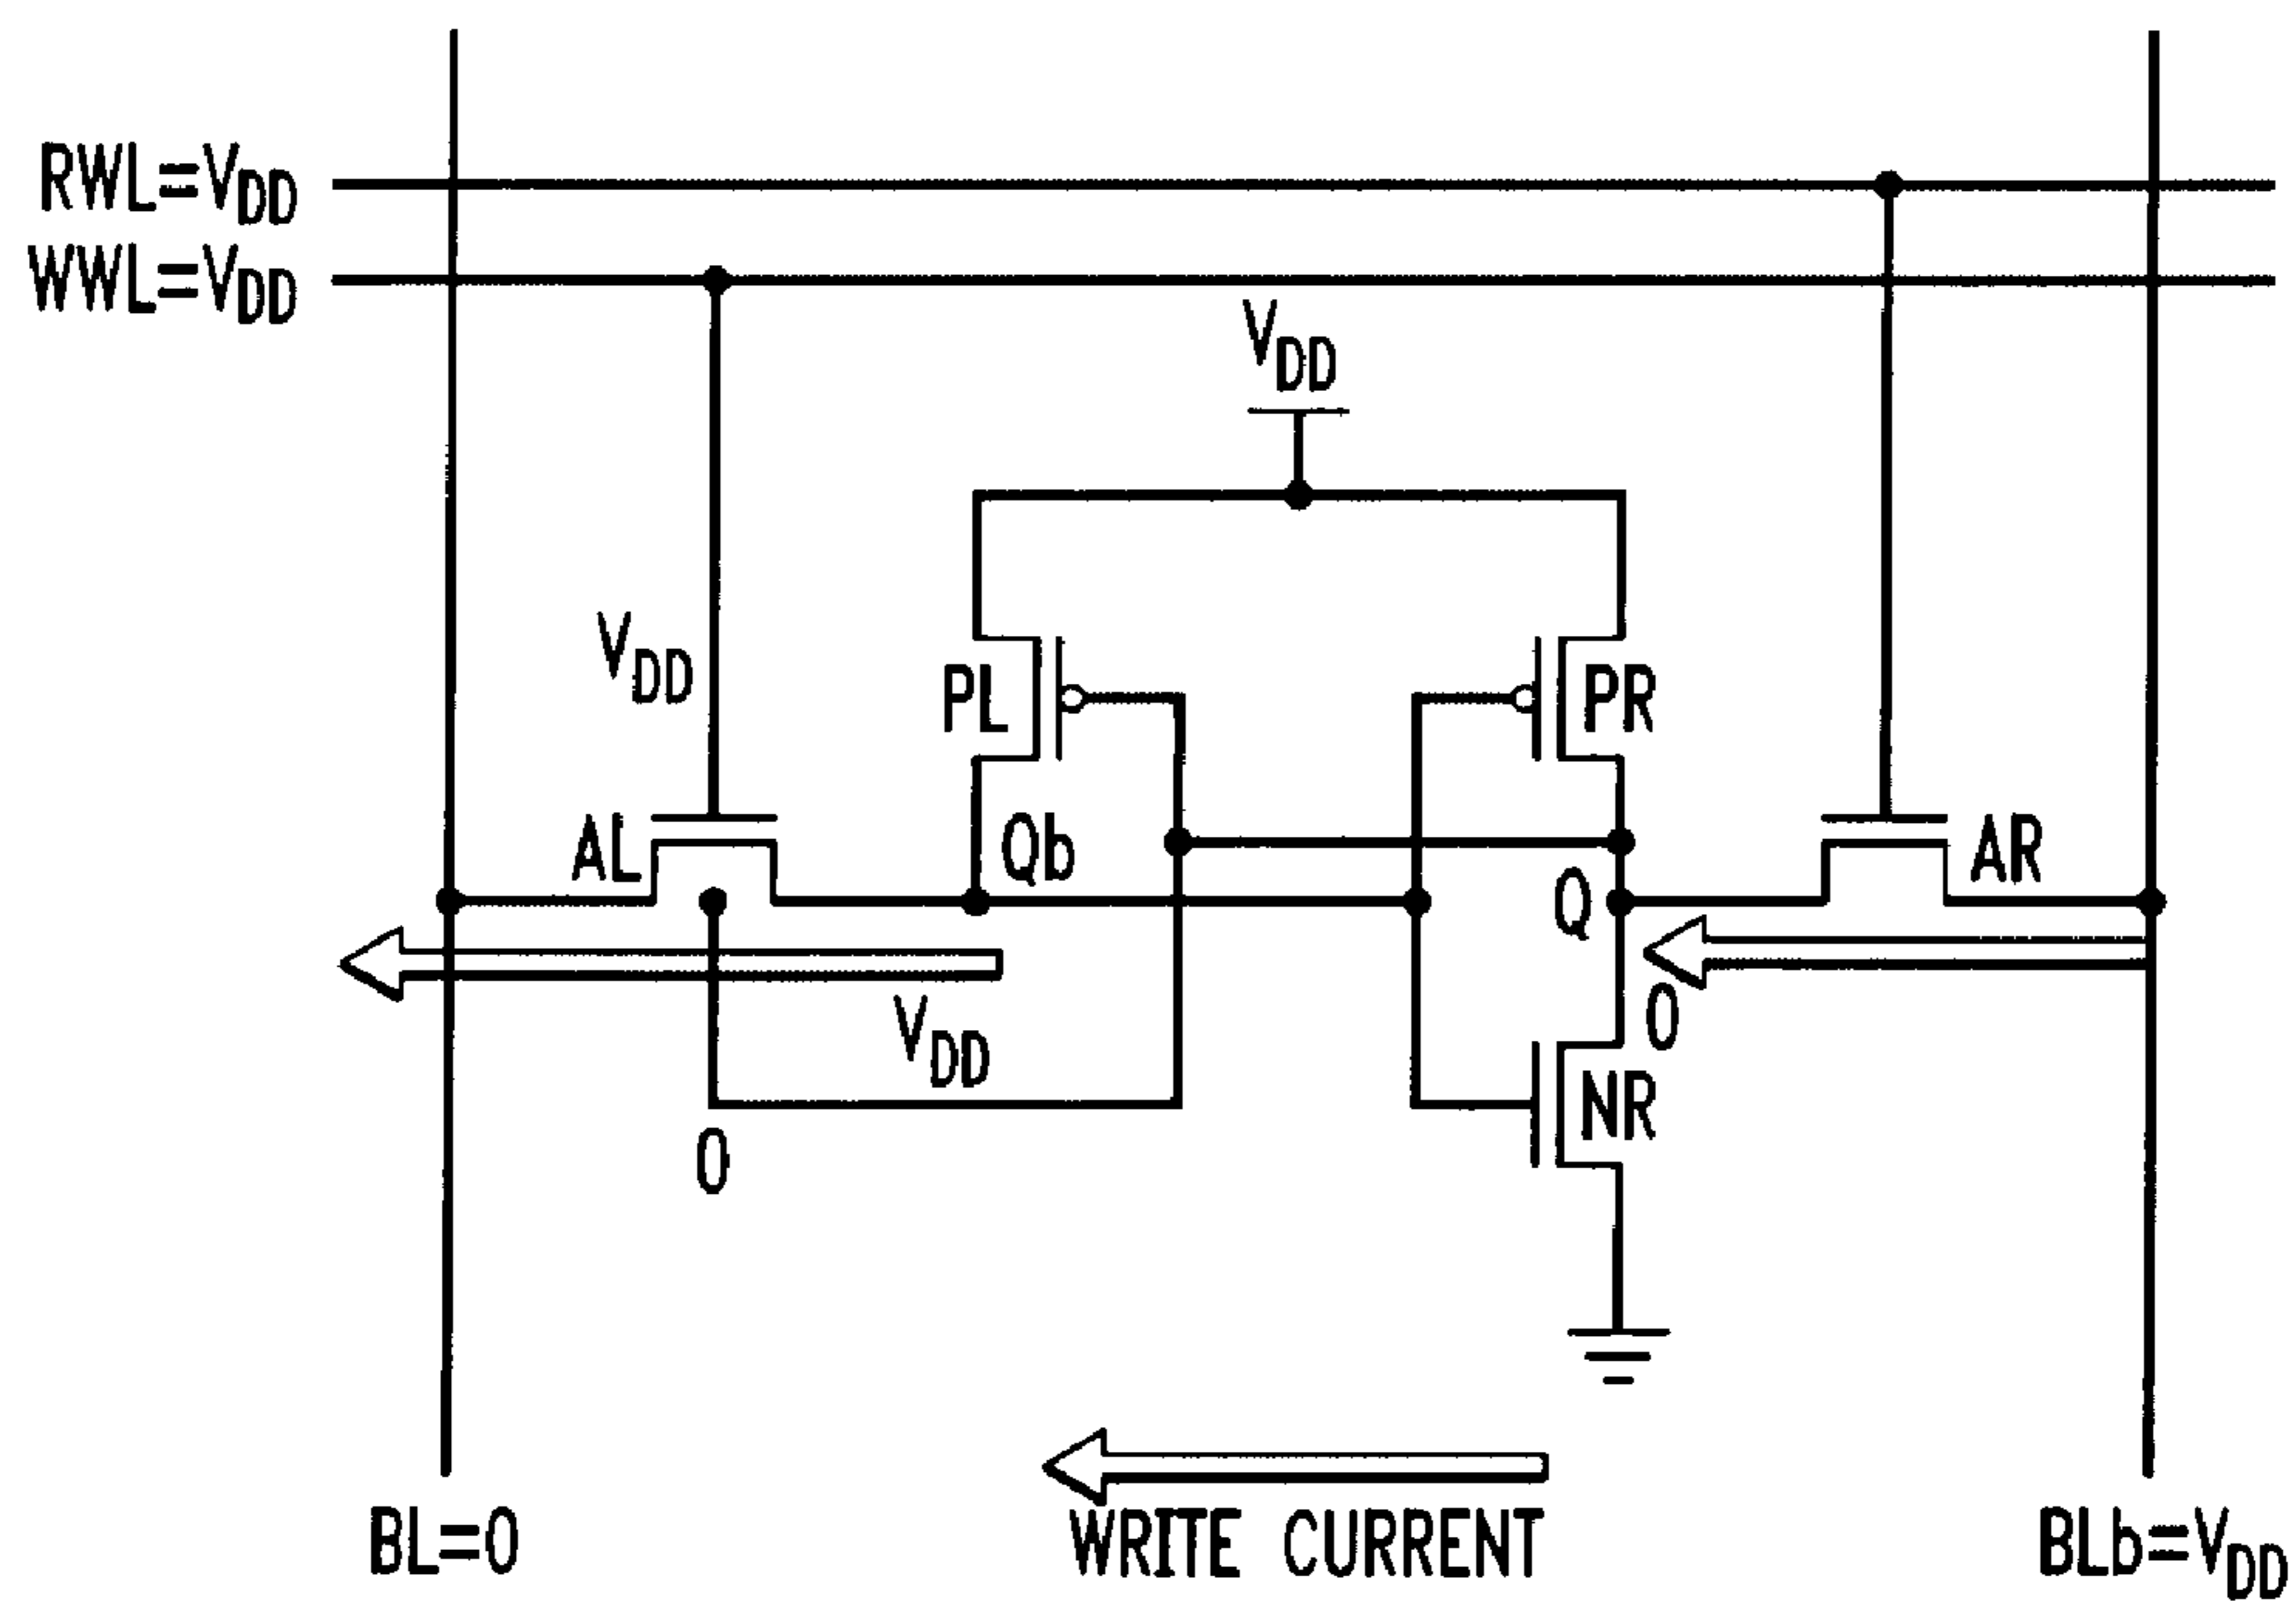 RWL=VDD
WWL=VDD
VDD
VDD
PL
PR
AL
Qb
Q
AR
VDD
0
NR
0
WRITE CURRENT
BL=0
BLb=VDD